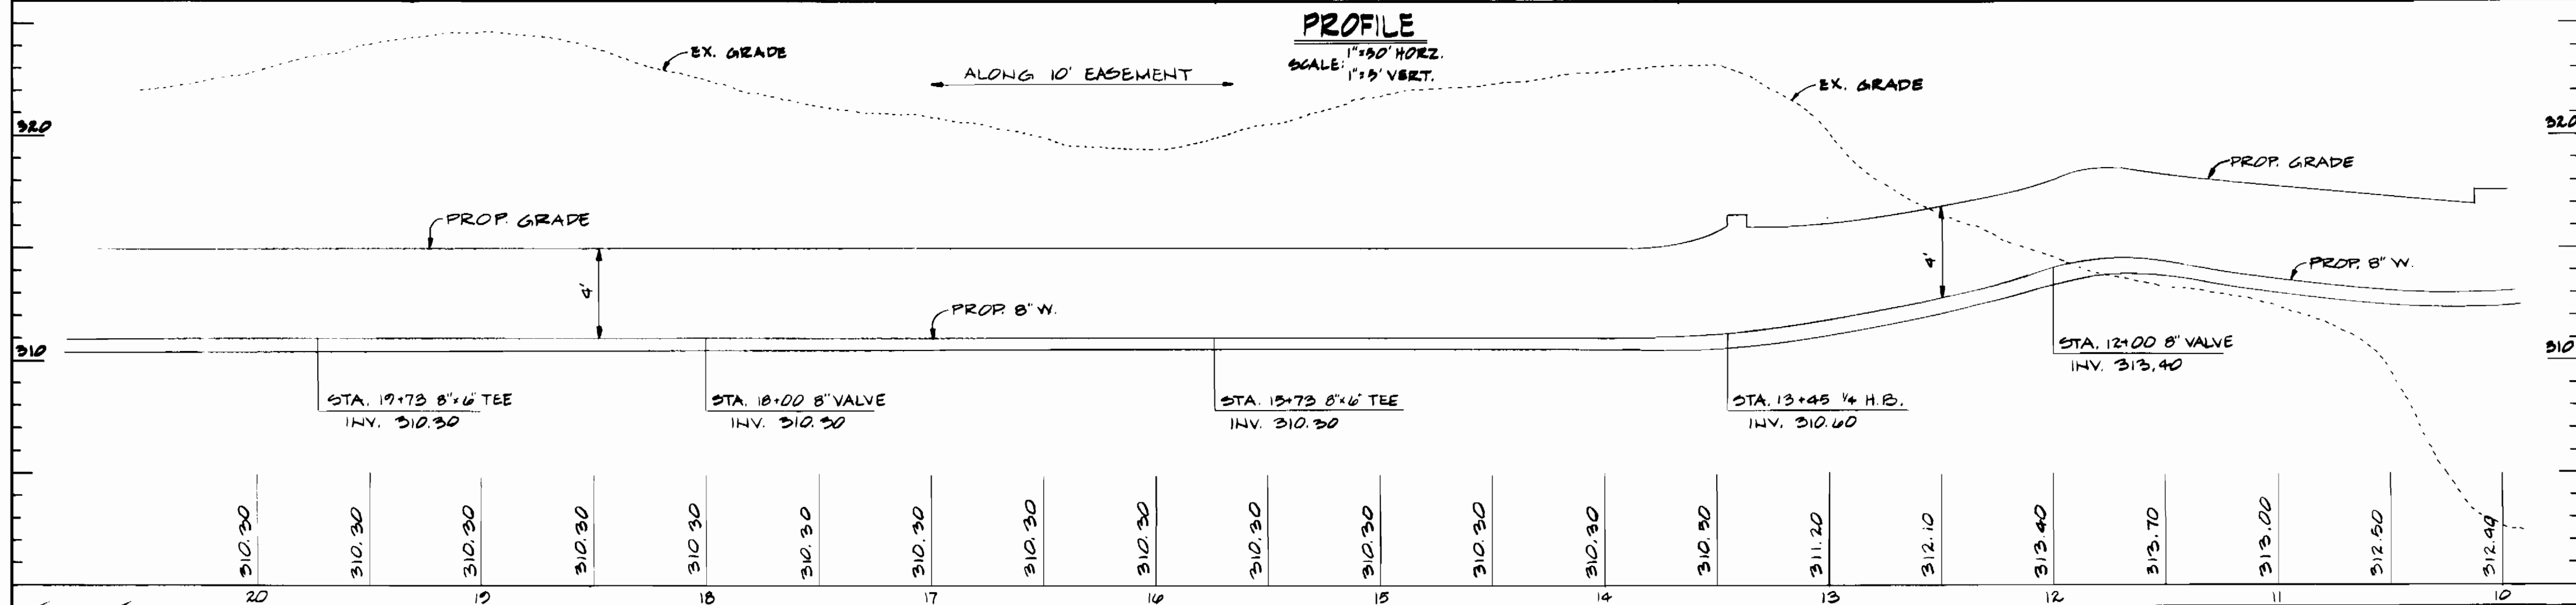 PROFILE
SCALE: 1"=50' HORZ.
1"=5' VERT.
EX. GRADE
ALONG 10' EASEMENT
EX. GRADE
320
320
PROP. GRADE
PROP. GRADE
4'
4'
PROP. 8" W.
PROP. 8" W.
310
310
STA. 19+73 8"x6" TEE
INV. 310.30
STA. 18+00 8" VALVE
INV. 310.30
STA. 15+73 8"x6" TEE
INV. 310.30
STA. 13+45 1/4 H.B.
INV. 310.60
STA. 12+00 8" VALVE
INV. 313.40
310.30
310.30
310.30
310.30
310.30
310.30
310.30
310.30
310.30
310.30
310.30
310.30
310.30
310.50
311.20
312.10
313.40
313.70
313.00
312.50
312.49
20
19
18
17
16
15
14
13
12
11
10